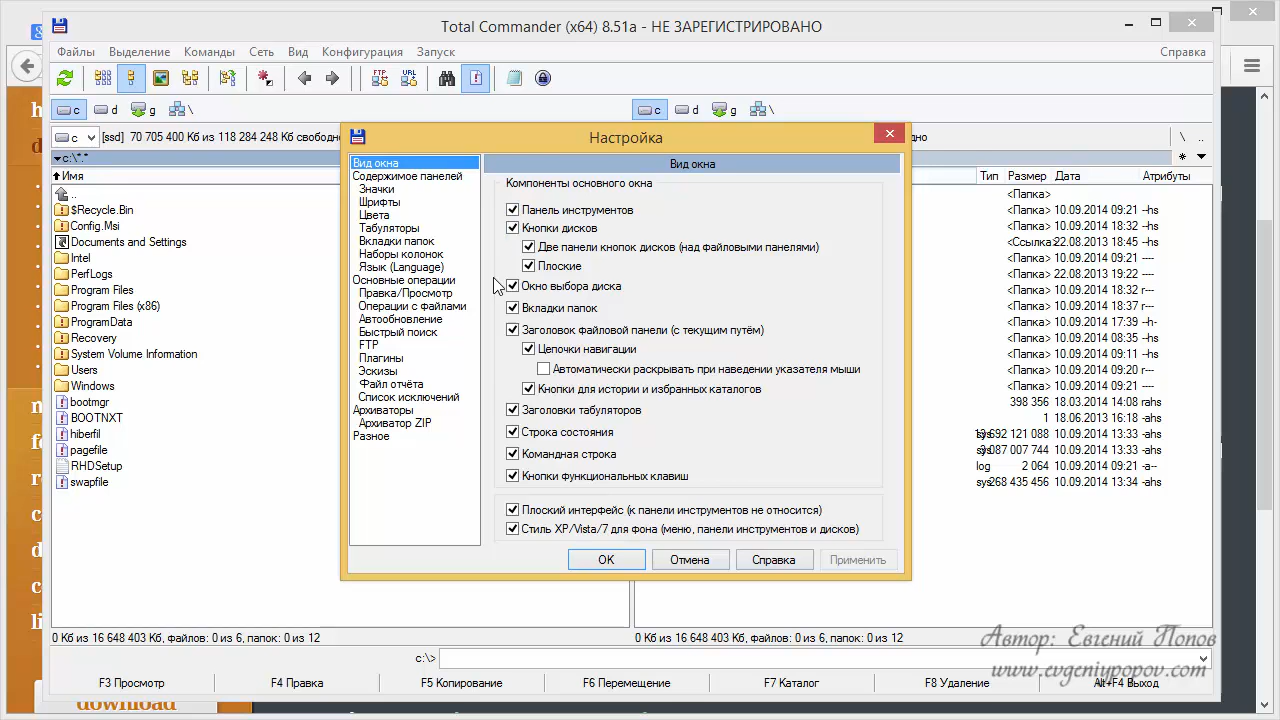 Total Commander (x64) 8.51a - НЕ ЗАРЕГИСТРИРОВАНО
Файлы Выделение Команды Сеть Вид Конфигурация Запуск Справка
FTP URL
c d g \ c d g \
c [ssd] 70 705 400 Кб из 118 284 248 Кб свободно \ ..
c:\*.* * 
Имя Тип Размер Дата Атрибуты
.. <Папка>
$Recycle.Bin <Папка> 10.09.2014 09:21 --hs
Config.Msi <Папка> 10.09.2014 18:32 --hs
Documents and Settings <Ссылка> 22.08.2013 18:45 --hs
Intel <Папка> 10.09.2014 09:21 ----
PerfLogs <Папка> 22.08.2013 19:22 ----
Program Files <Папка> 10.09.2014 18:32 r---
Program Files (x86) <Папка> 10.09.2014 18:37 r---
ProgramData <Папка> 10.09.2014 17:39 --h-
Recovery <Папка> 10.09.2014 08:35 --hs
System Volume Information <Папка> 10.09.2014 09:11 --hs
Users <Папка> 10.09.2014 09:20 r---
Windows <Папка> 10.09.2014 09:21 ----
bootmgr 398 356 18.03.2014 14:08 rahs
BOOTNXT 1 18.06.2013 16:18 -ahs
hiberfil sys 692 121 088 10.09.2014 13:33 -ahs
pagefile sys 087 007 744 10.09.2014 13:33 -ahs
RHDSetup log 2 064 10.09.2014 09:21 -a--
swapfile sys 268 435 456 10.09.2014 13:34 -ahs
Настройка
Вид окна
Содержимое панелей
Значки
Шрифты
Цвета
Табуляторы
Вкладки папок
Наборы колонок
Язык (Language)
Основные операции
Правка/Просмотр
Операции с файлами
Автообновление
Быстрый поиск
FTP
Плагины
Эскизы
Файл отчёта
Список исключений
Архиваторы
Архиватор ZIP
Разное
Вид окна
Компоненты основного окна
Панель инструментов
Кнопки дисков
Две панели кнопок дисков (над файловыми панелями)
Плоские
Окно выбора диска
Вкладки папок
Заголовок файловой панели (с текущим путём)
Цепочки навигации
Автоматически раскрывать при наведении указателя мыши
Кнопки для истории и избранных каталогов
Заголовки табуляторов
Строка состояния
Командная строка
Кнопки функциональных клавиш
Плоский интерфейс (к панели инструментов не относится)
Стиль XP/Vista/7 для фона (меню, панели инструментов и дисков)
OK Отмена Справка Применить
0 Кб из 16 648 403 Кб, файлов: 0 из 6, папок: 0 из 12 0 Кб из 16 648 403 Кб, файлов: 0 из 6, папок: 0 из 12
c:\>
F3 Просмотр F4 Правка F5 Копирование F6 Перемещение F7 Каталог F8 Удаление Alt+F4 Выход
Автор: Евгений Попов
www.evgeniypopov.com
download